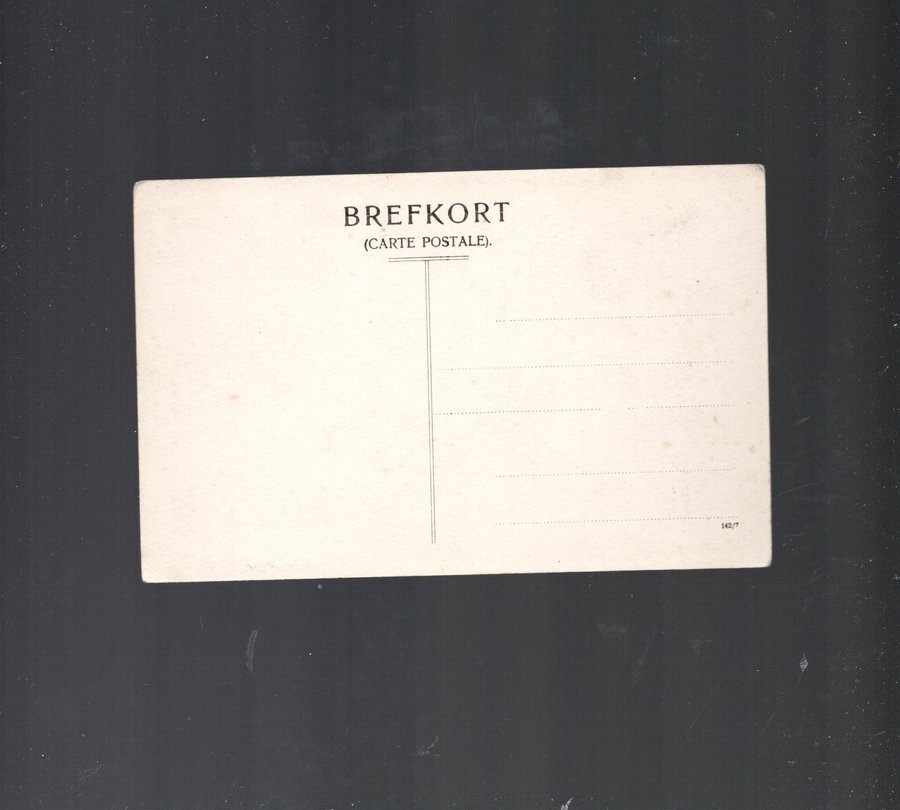 BREFKORT
(CARTE POSTALE).
142/7